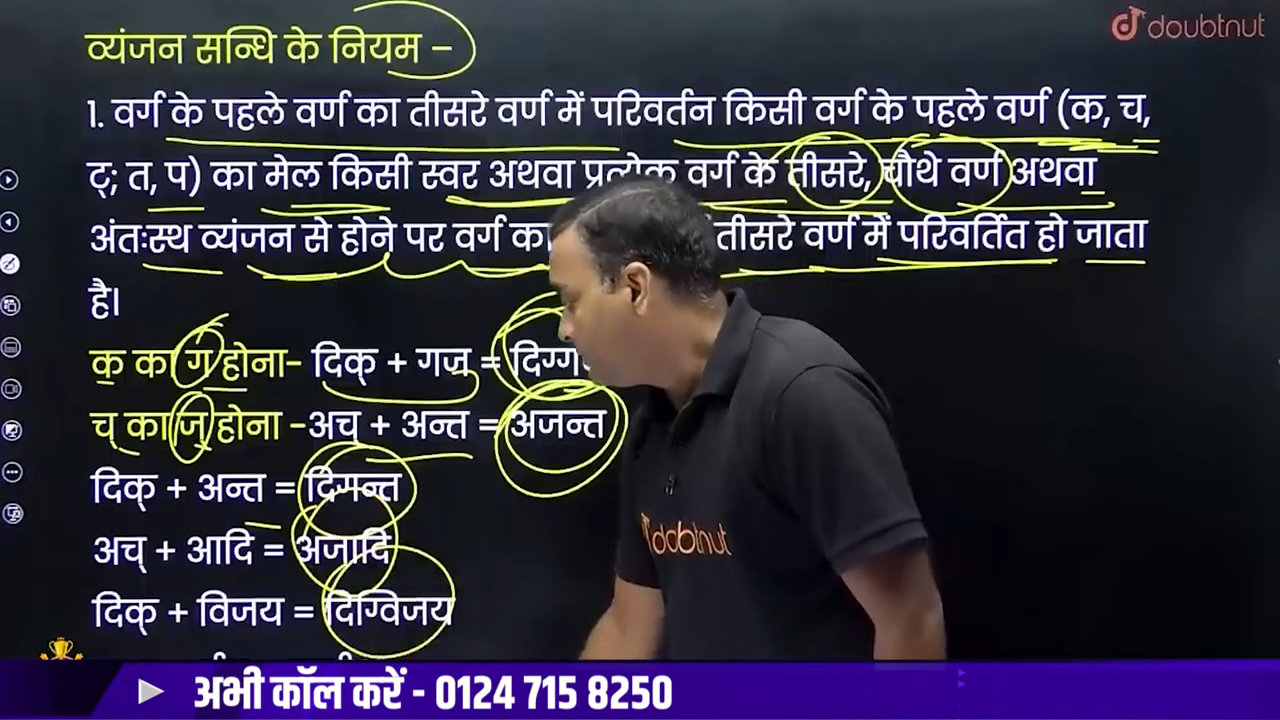 doubtnut
व्यंजन सन्धि के नियम –
1. वर्ग के पहले वर्ण का तीसरे वर्ण में परिवर्तन किसी वर्ग के पहले वर्ण (क, च,
ट्; त, प) का मेल किसी स्वर अथवा प्रत्येक वर्ग के तीसरे, चौथे वर्ण अथवा
अंतःस्थ व्यंजन से होने पर वर्ग का तीसरे वर्ण में परिवर्तित हो जाता
है।
क का ग होना- दिक् + गज =
च् का ज् होना -अच् + अन्त = अजन्त
दिक् + अन्त = दिगन्त
अच् + आदि = अजादि
दिक् + विजय = दिग्विजय
doubtnut
अभी कॉल करें - 0124 715 8250